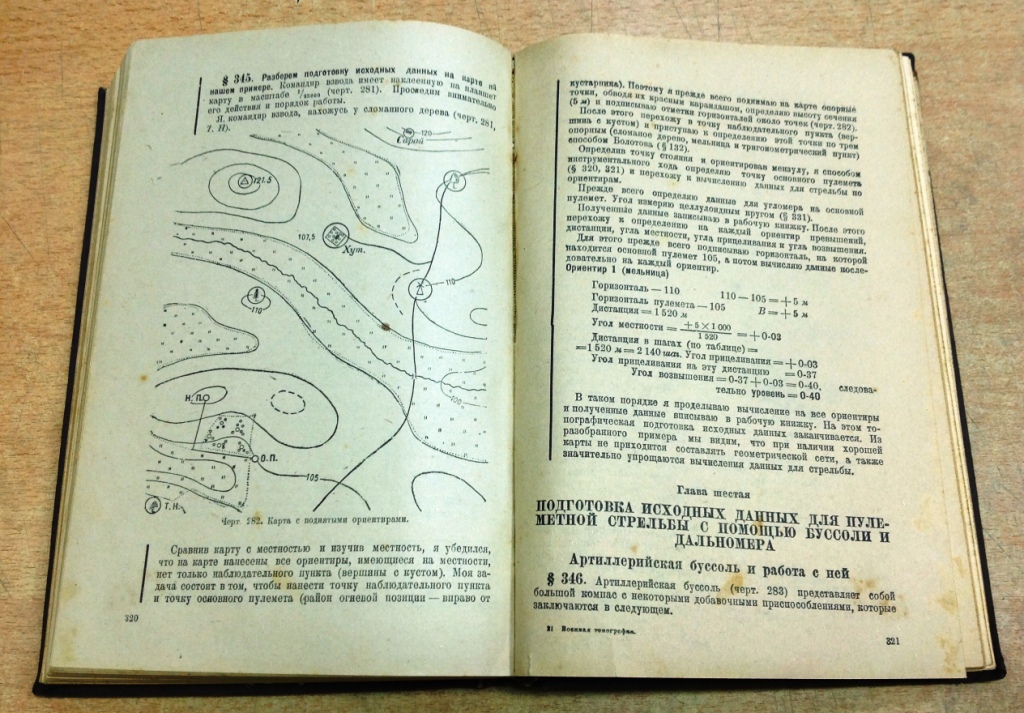 § 345. Разберем подготовку исходных данных на карте на
нашем примере. Командир взвода имеет наклеенную на планшет
карту в масштабе (черт. 281). Проследим внимательно
его действия и порядок работы.
Я, командир взвода, нахожусь у сломанного дерева (черт. 281,
Т. Н).
120
Сарай
121.5
107,5
Хут.
110
110
100
Н.П.
О.П.
105
Т.Н.
Черт. 282. Карта с поднятыми ориентирами.
Сравнив карту с местностью и изучив местность, я убедился,
что на карте нанесены все ориентиры, имеющиеся на местности,
нет только наблюдательного пункта (вершины с кустом). Моя за-
дача состоит в том, чтобы нанести точку наблюдательного пункта
и точку основного пулемета (район огневой позиции — вправо от
320
кустарника). Поэтому я прежде всего поднимаю на карте опорные
точки, обводя их красным карандашом, определяю высоту сечения
(5 м) и подписываю отметки горизонталей около точек (черт. 282).
После этого перехожу в точку наблюдательного пункта (вер-
шина с кустом) и приступаю к определению этой точки по трем
опорным (сломаное дерево, мельница и тригонометрический пункт)
способом Болотова (§ 132).
Определив точку стояния и ориентировав мензулу, я способом
инструментального хода определяю точку основного пулемета
(§ 320, 321) и перехожу к вычислению данных для стрельбы по
ориентирам.
Прежде всего определяю данные для угломера на основной
пулемет. Угол измеряю целлулоидным кругом (§ 331).
Полученные данные записываю в рабочую книжку. После этого
перехожу к определению на каждый ориентир превышений,
дистанции, угла местности, угла прицеливания и угла возвышения.
Для этого прежде всего подписываю горизонталь, на которой
находится основной пулемет 105, а потом вычисляю данные после-
довательно на каждый ориентир.
Ориентир 1 (мельница)
Горизонталь — 110 110 — 105 = + 5 м
Горизонталь пулемета — 105 В = + 5 м
Дистанция = 1 520 м
Угол местности = +5 × 1 000 / 1 520 = + 0-03
Дистанция в шагах (по таблице) =
= 1 520 м = 2 140 шаг. Угол прицеливания = + 0-03
Угол прицеливания на эту дистанцию = 0-37
Угол возвышения = 0-37 + 0-03 = 0-40, следова-
тельно уровень = 0-40
В таком порядке я проделываю вычисление на все ориентиры
и полученные данные вписываю в рабочую книжку. На этом то-
пографическая подготовка исходных данных заканчивается. Из
разобранного примера мы видим, что при наличии хорошей
карты не приходится составлять геометрической сети, а также
значительно упрощаются вычисления данных для стрельбы.
Глава шестая
ПОДГОТОВКА ИСХОДНЫХ ДАННЫХ ДЛЯ ПУЛЕ-
МЕТНОЙ СТРЕЛЬБЫ С ПОМОЩЬЮ БУССОЛИ И
ДАЛЬНОМЕРА
Артиллерийская буссоль и работа с ней
§ 346. Артиллерийская буссоль (черт. 283) представляет собой
большой компас с некоторыми добавочными приспособлениями, которые
заключаются в следующем.
21 Военная топография.
321